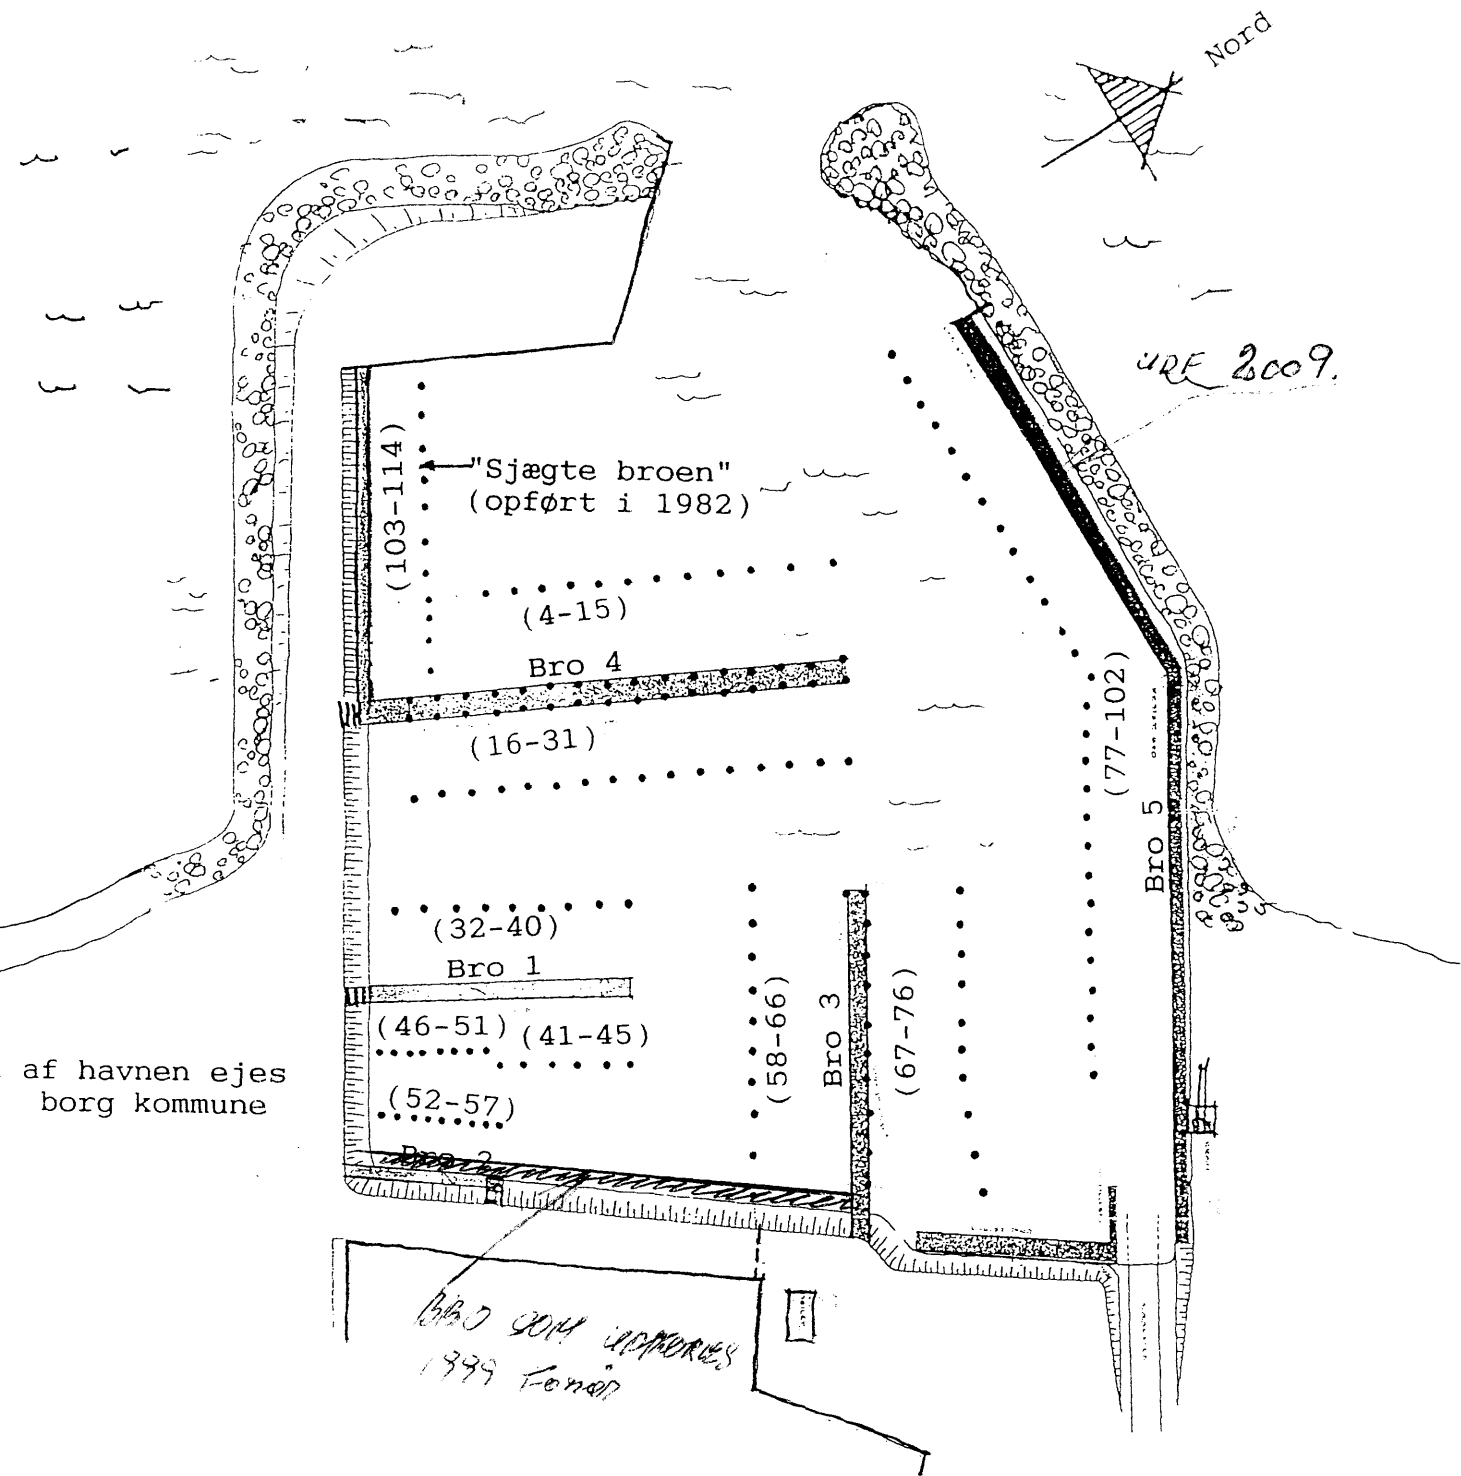 Nord
2009.
(103-114)
"Sjægte broen"
(opført i 1982)
(4-15)
Bro 4
(16-31)
(77-102)
Bro 5
(32-40)
Bro 1
(46-51) (41-45)
(58-66)
Bro 3
(67-76)
af havnen ejes
borg kommune
(52-57)
Bro 2
1999